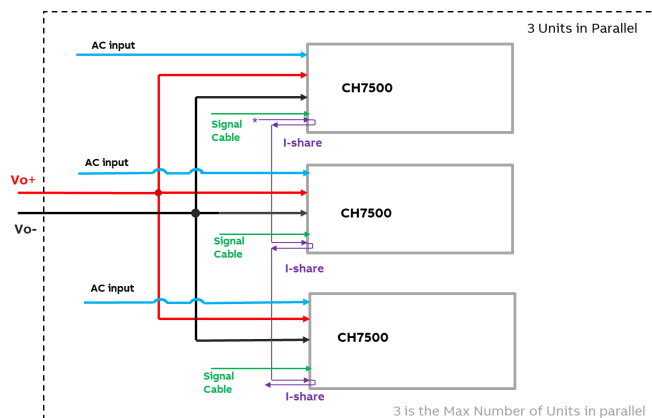 3 Units in Parallel
AC input
CH7500
Signal
Cable
*
I-share
AC input
Vo+
CH7500
Vo-
Signal
Cable
I-share
AC input
CH7500
Signal
Cable
I-share
3 is the Max Number of Units in parallel